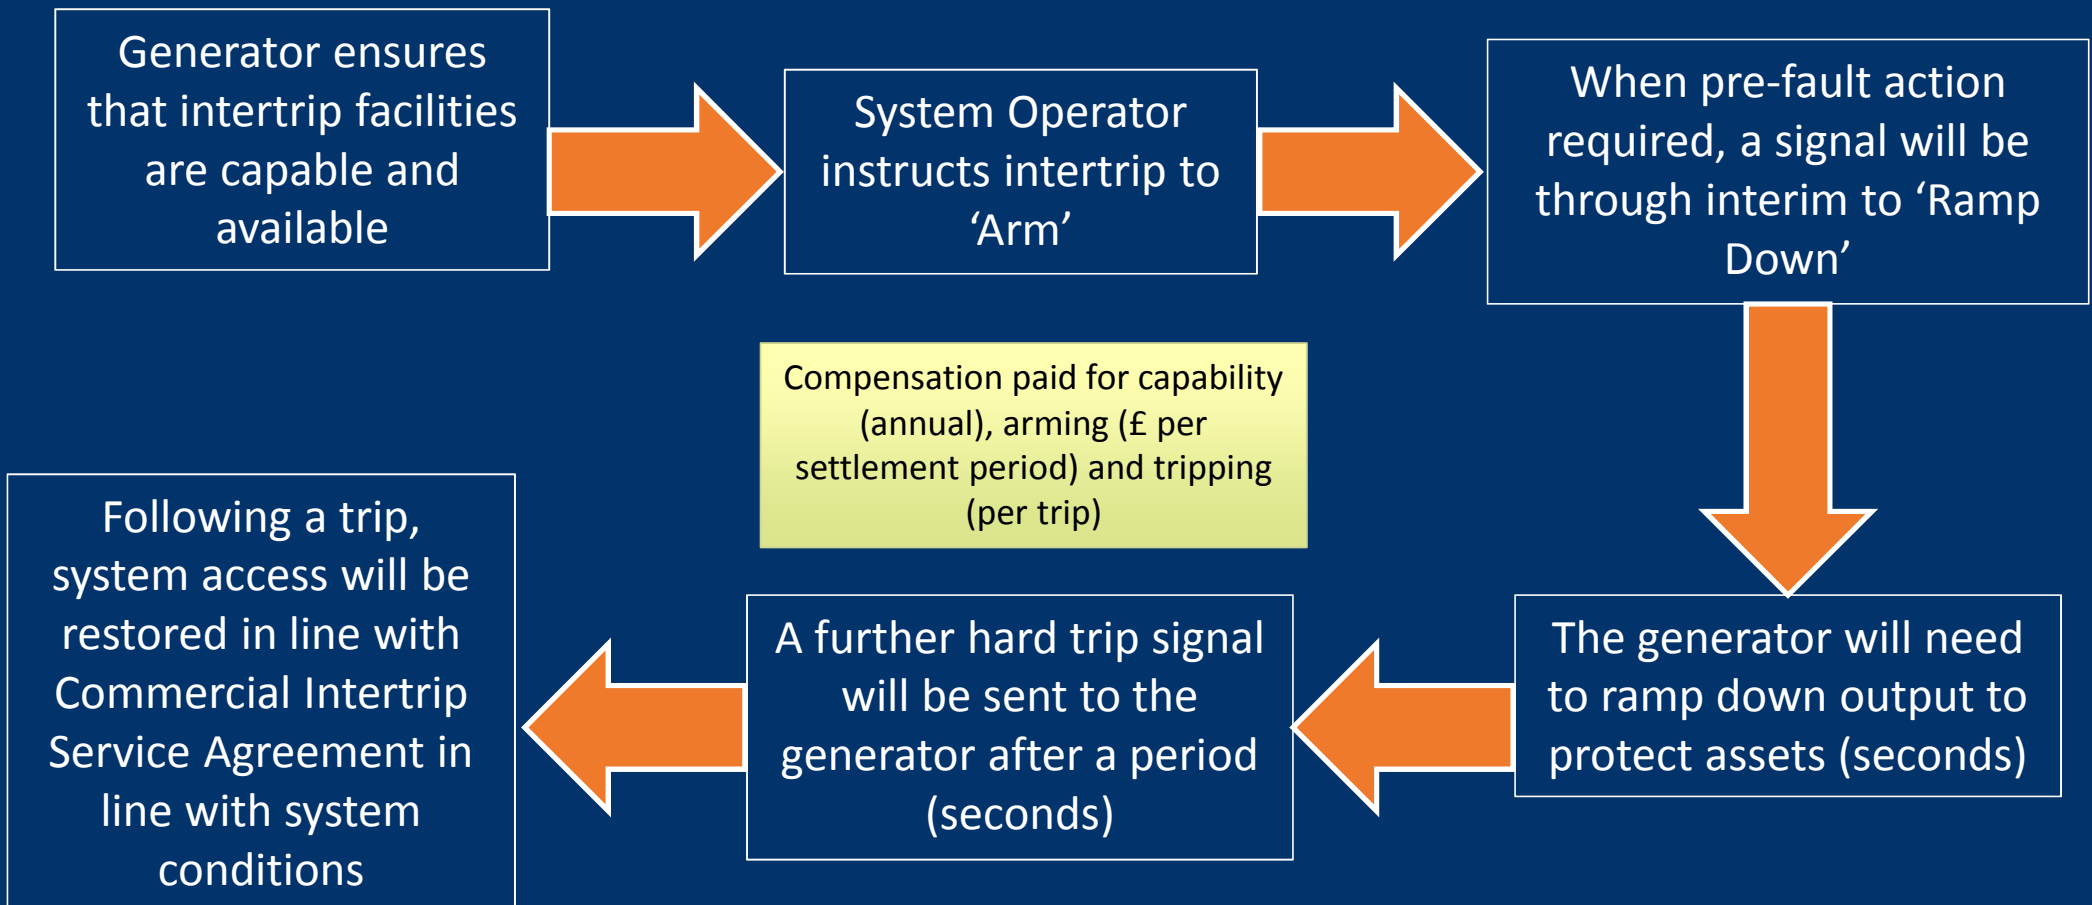 Generator ensures
that intertrip facilities
are capable and
available
System Operator
instructs intertrip to
‘Arm’
When pre-fault action
required, a signal will be
through interim to ‘Ramp
Down’
Compensation paid for capability
(annual), arming (£ per
settlement period) and tripping
(per trip)
The generator will need
to ramp down output to
protect assets (seconds)
A further hard trip signal
will be sent to the
generator after a period
(seconds)
Following a trip,
system access will be
restored in line with
Commercial Intertrip
Service Agreement in
line with system
conditions